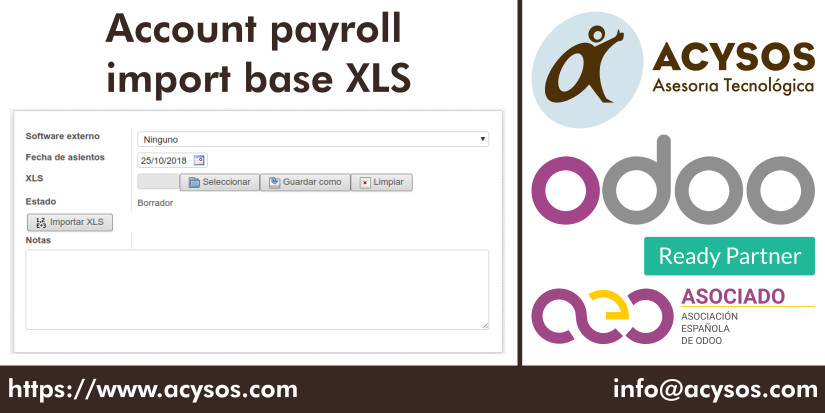 Account payroll
import base XLS
Software externo
Ninguno
Fecha de asientos
25/10/2018
XLS
Seleccionar
Guardar como
Limpiar
Estado
Borrador
Importar XLS
Notas
ACYSOS
Asesoría Tecnológica
odoo
Ready Partner
aeo
ASOCIADO
ASOCIACIÓN
ESPAÑOLA
DE ODOO
https://www.acysos.com
info@acysos.com